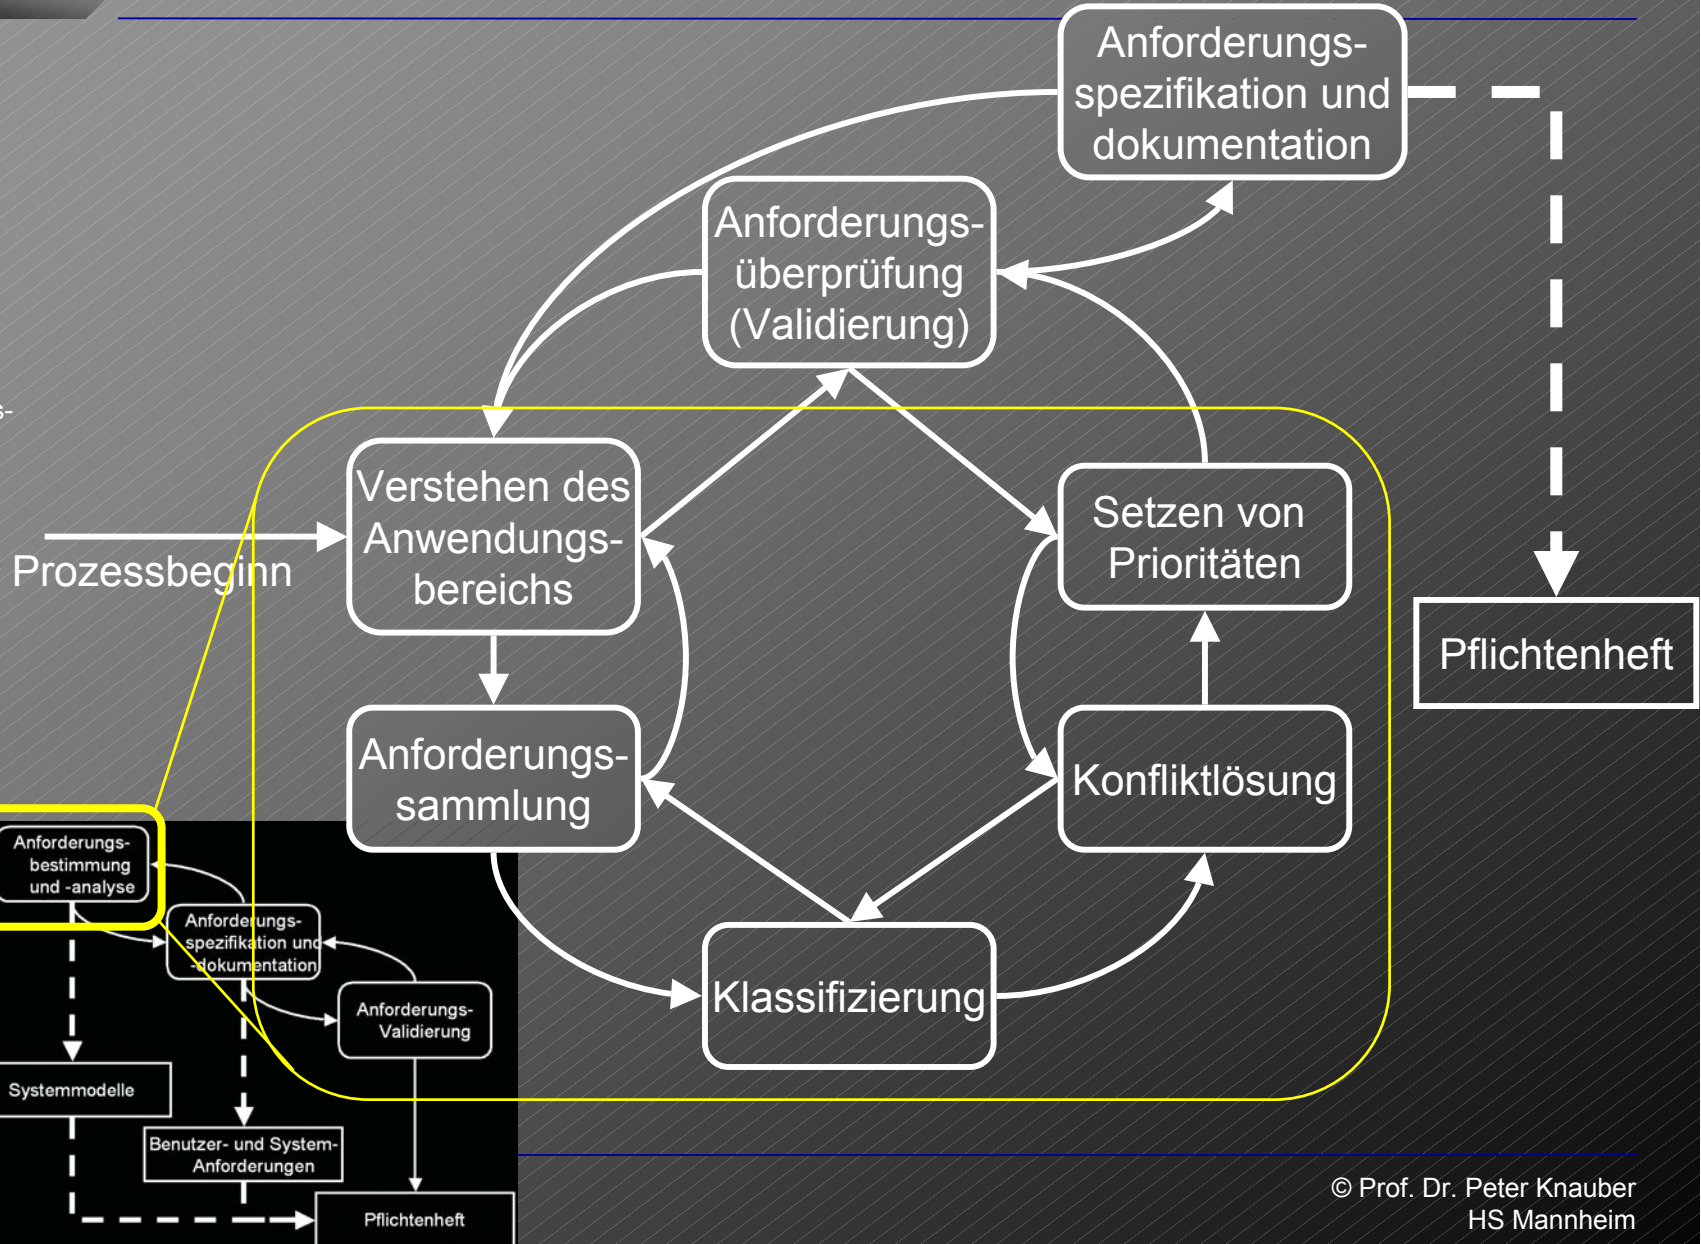 Anforderungs-
spezifikation und
dokumentation
Anforderungs-
überprüfung
(Validierung)
s-
Verstehen des
Anwendungs-
bereichs
Setzen von
Prioritäten
Prozessbeginn
Pflichtenheft
Anforderungs-
sammlung
Konfliktlösung
Klassifizierung
Anforderungs-
bestimmung
und -analyse
Anforderungs-
spezifikation und
-dokumentation
Anforderungs-
Validierung
Systemmodelle
Benutzer- und System-
Anforderungen
Pflichtenheft
© Prof. Dr. Peter Knauber
HS Mannheim